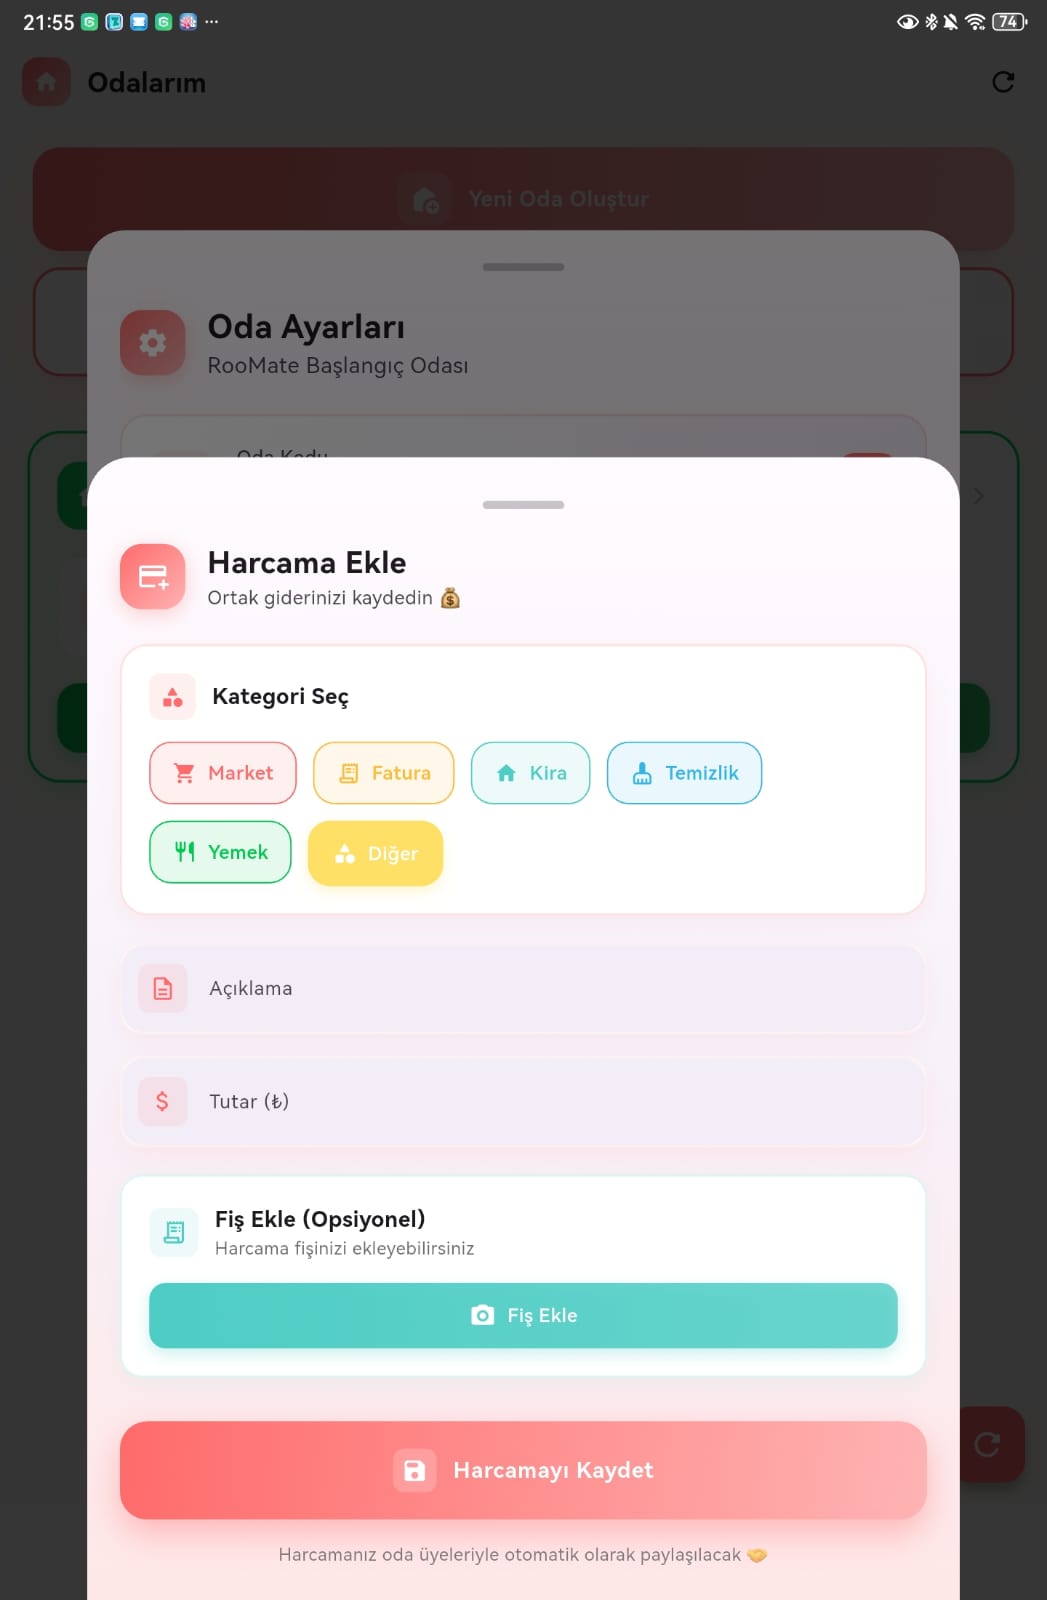 21:55
74
Odalarım
Yeni Oda Oluştur
Oda Ayarları
RooMate Başlangıç Odası
Oda Kodu
Harcama Ekle
Ortak giderinizi kaydedin 💰
Kategori Seç
Market
Fatura
Kira
Temizlik
Yemek
Diğer
Açıklama
$
Tutar (₺)
Fiş Ekle (Opsiyonel)
Harcama fişinizi ekleyebilirsiniz
Fiş Ekle
Harcamayı Kaydet
Harcamanız oda üyeleriyle otomatik olarak paylaşılacak 🤝